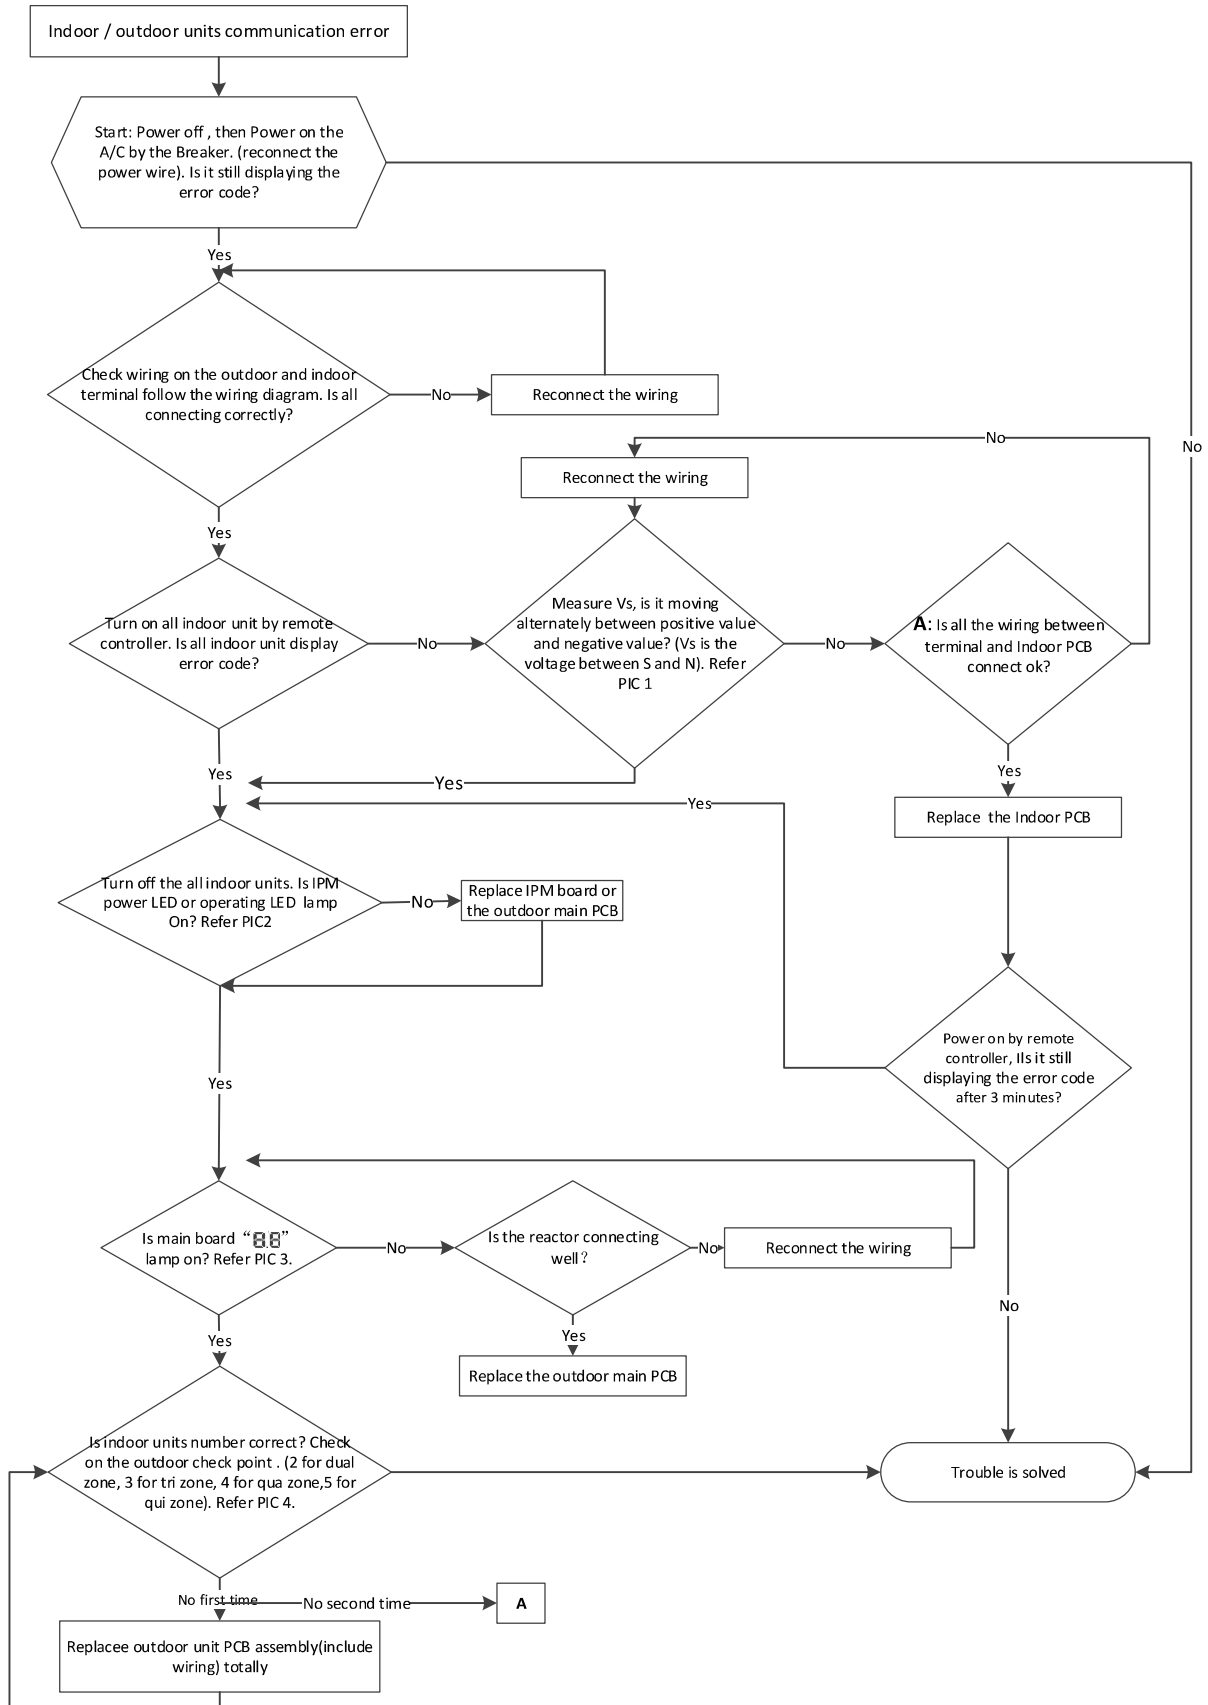 Indoor / outdoor units communication error
Start: Power off , then Power on the
A/C by the Breaker. (reconnect the
power wire). Is it still displaying the
error code?
Yes
Check wiring on the outdoor and indoor
terminal follow the wiring diagram. Is all
connecting correctly?
No
Reconnect the wiring
No
No
Reconnect the wiring
Yes
Turn on all indoor unit by remote
controller. Is all indoor unit display
error code?
No
Measure Vs, is it moving
alternately between positive value
and negative value? (Vs is the
voltage between S and N). Refer
PIC 1
No
A: Is all the wiring between
terminal and Indoor PCB
connect ok?
Yes
Yes
Yes
Yes
Replace the Indoor PCB
Turn off the all indoor units. Is IPM
power LED or operating LED lamp
On? Refer PIC2
No
Replace IPM board or
the outdoor main PCB
Power on by remote
controller, IIs it still
displaying the error code
after 3 minutes?
Yes
Is main board “8.8”
lamp on? Refer PIC 3.
No
Is the reactor connecting
well?
No
Reconnect the wiring
No
Yes
Yes
Replace the outdoor main PCB
Is indoor units number correct? Check
on the outdoor check point . (2 for dual
zone, 3 for tri zone, 4 for qua zone,5 for
qui zone). Refer PIC 4.
Trouble is solved
No first time
No second time
A
Replacee outdoor unit PCB assembly(include
wiring) totally